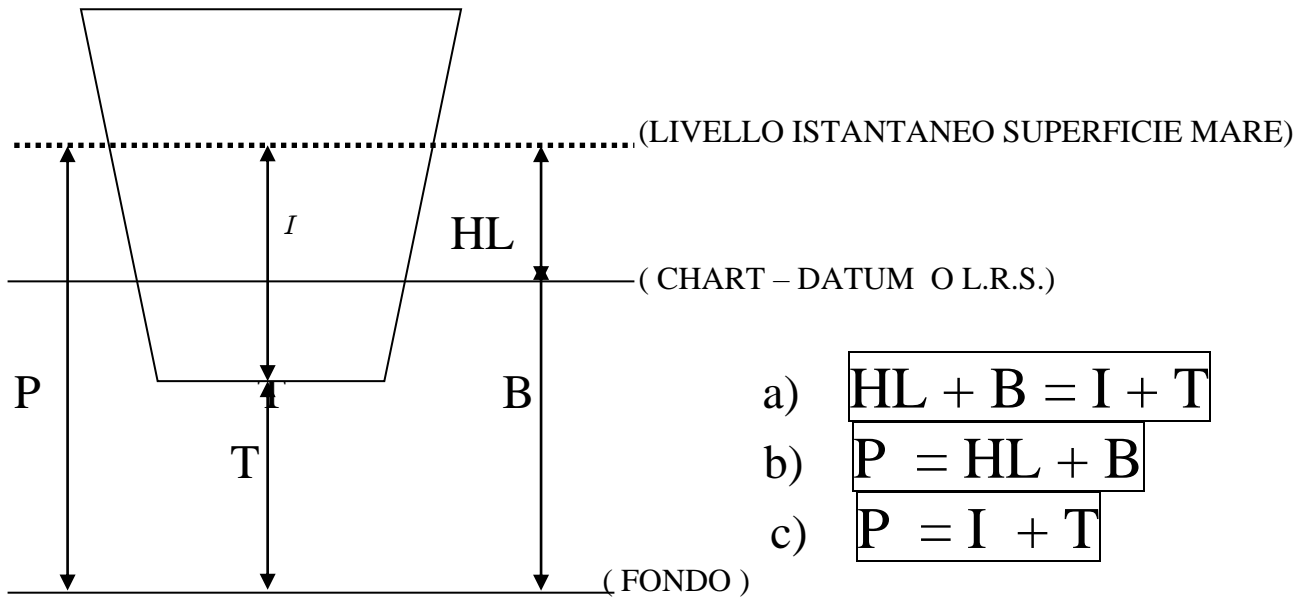 (LIVELLO ISTANTANEO SUPERFICIE MARE)
I
HL
( CHART – DATUM O L.R.S.)
P
T
B
T
a) HL + B = I + T
b) P = HL + B
c) P = I + T
( FONDO )